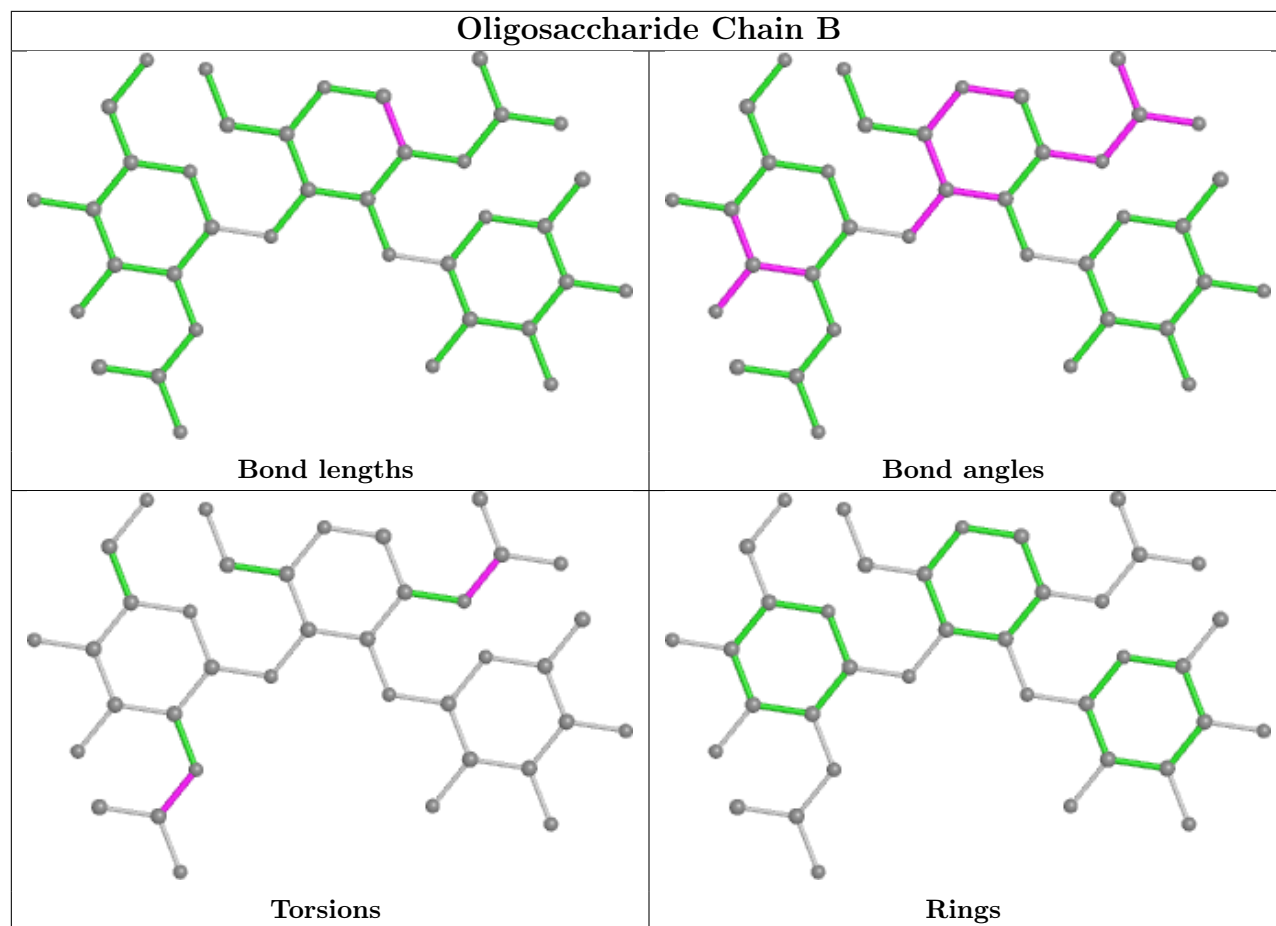 Oligosaccharide Chain B
Bond lengths
Bond angles
Torsions
Rings